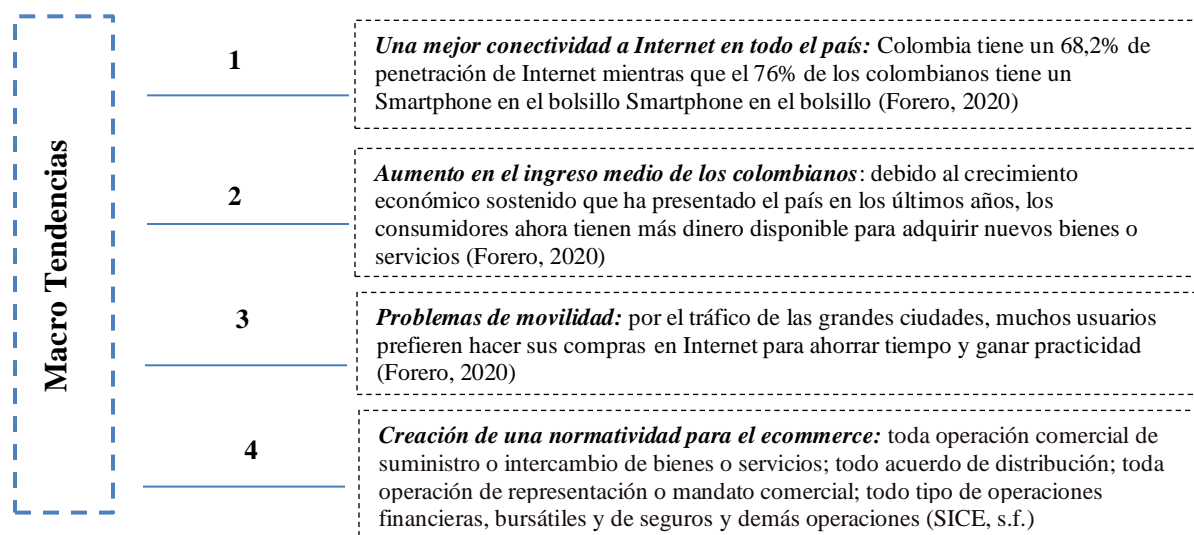 Macro Tendencias
1
Una mejor conectividad a Internet en todo el país: Colombia tiene un 68,2% de
penetración de Internet mientras que el 76% de los colombianos tiene un
Smartphone en el bolsillo Smartphone en el bolsillo (Forero, 2020)
2
Aumento en el ingreso medio de los colombianos: debido al crecimiento
económico sostenido que ha presentado el país en los últimos años, los
consumidores ahora tienen más dinero disponible para adquirir nuevos bienes o
servicios (Forero, 2020)
3
Problemas de movilidad: por el tráfico de las grandes ciudades, muchos usuarios
prefieren hacer sus compras en Internet para ahorrar tiempo y ganar practicidad
(Forero, 2020)
4
Creación de una normatividad para el ecommerce: toda operación comercial de
suministro o intercambio de bienes o servicios; todo acuerdo de distribución; toda
operación de representación o mandato comercial; todo tipo de operaciones
financieras, bursátiles y de seguros y demás operaciones (SICE, s.f.)